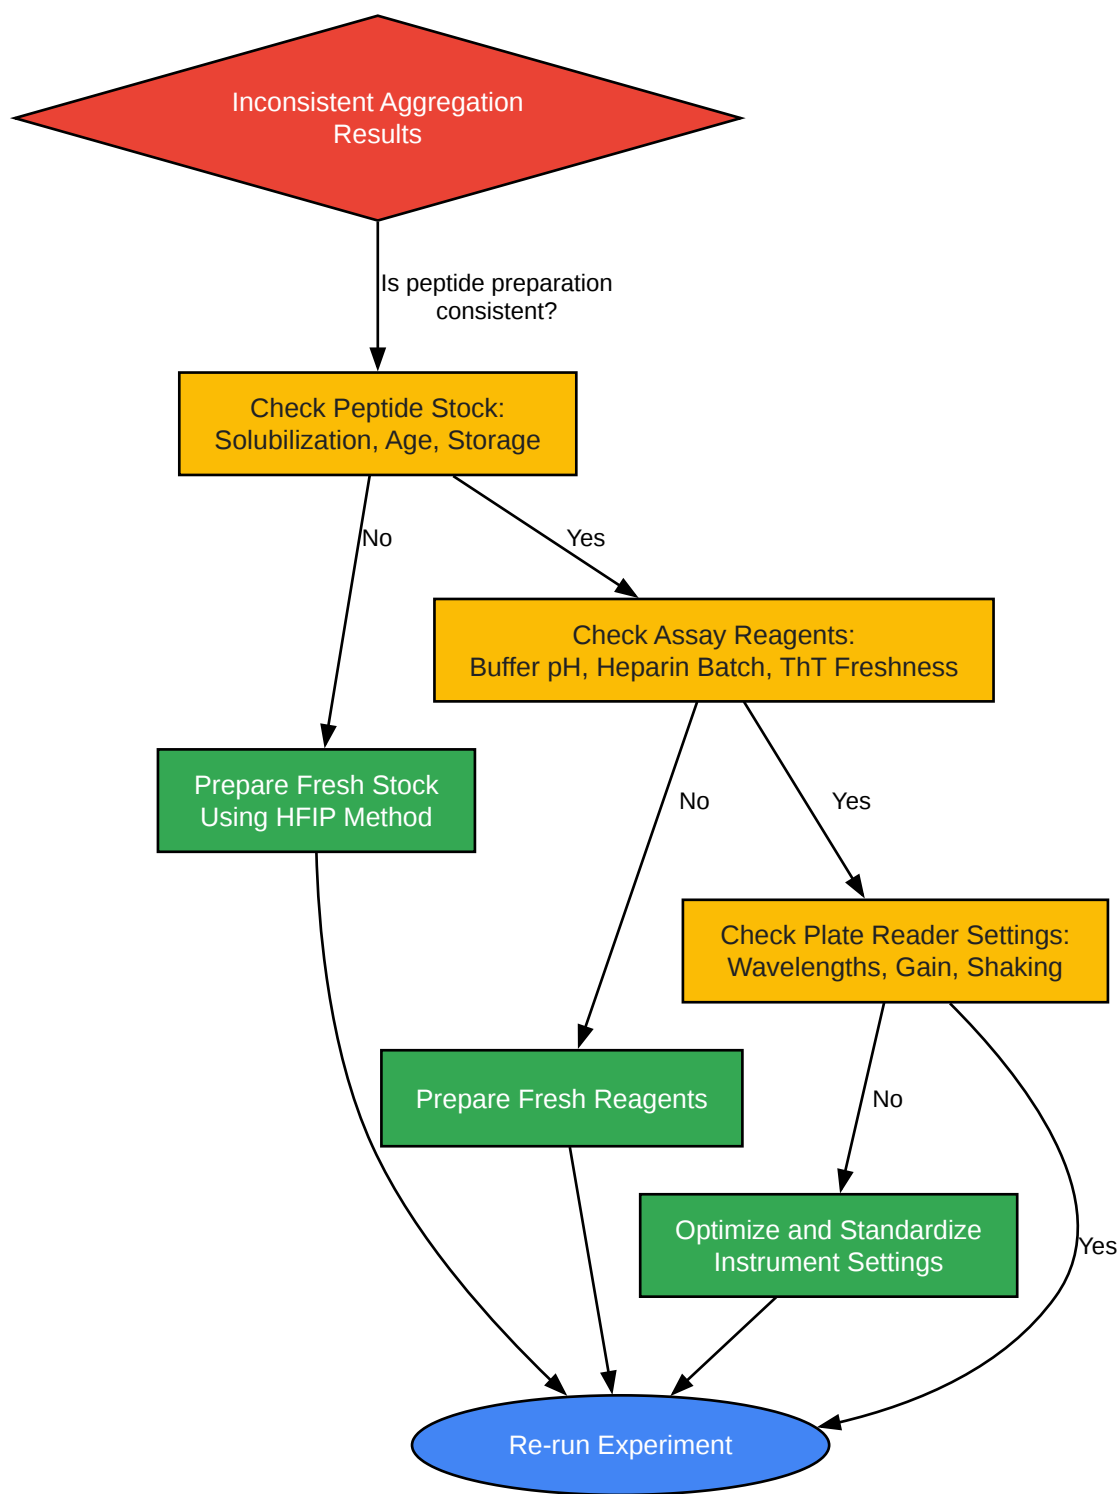 Inconsistent Aggregation
Results
Is peptide preparation
consistent?
Check Peptide Stock:
Solubilization, Age, Storage
No
Yes
Check Assay Reagents:
Buffer pH, Heparin Batch, ThT Freshness
Prepare Fresh Stock
Using HFIP Method
No
Yes
Check Plate Reader Settings:
Wavelengths, Gain, Shaking
Prepare Fresh Reagents
No
Optimize and Standardize
Instrument Settings
Yes
Re-run Experiment